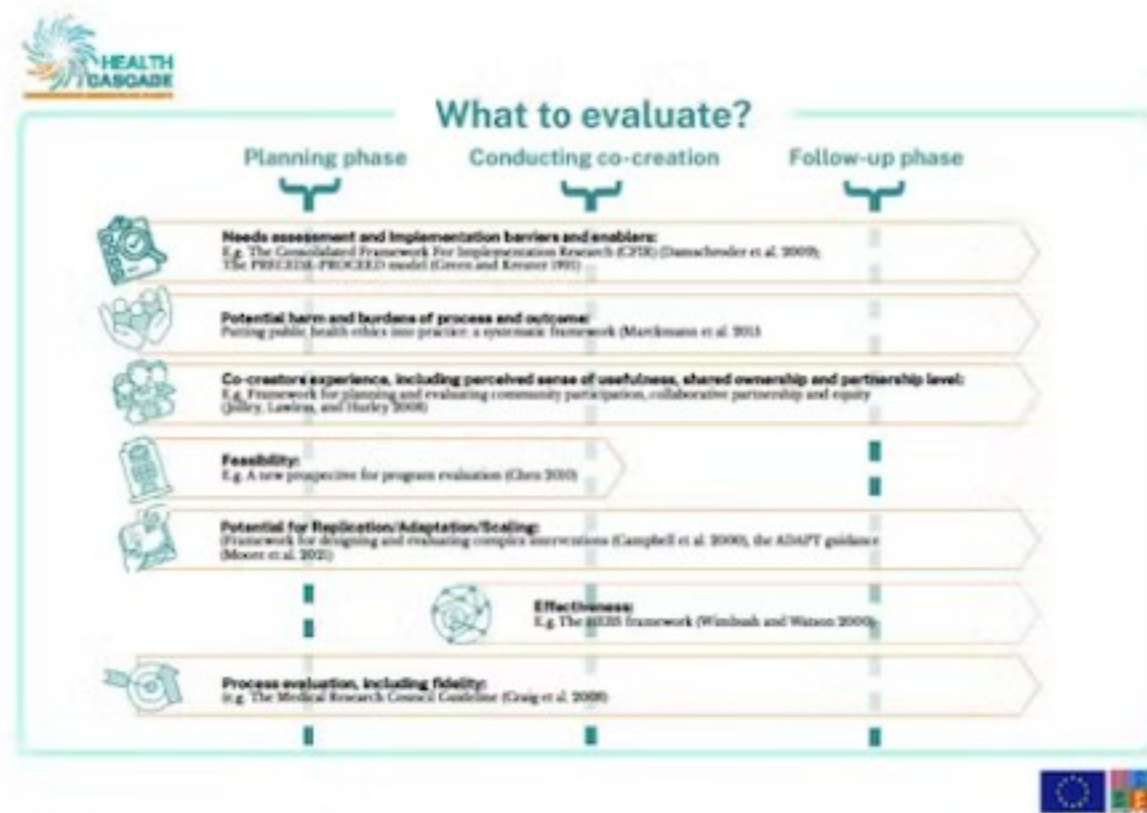 HEALTH
CASCADE
What to evaluate?
Planning phase
Conducting co-creation
Follow-up phase
Needs assessment and Implementation barriers and enablers:
E.g. The Consolidated Framework For Implementation Research (CFIR) (Damschroder et al. 2009);
The PRECEDE-PROCEED model (Green and Kreuter 1991)
Potential harm and burdens of process and outcome:
Putting public health ethics into practice: a systematic framework (Marckmann et al. 2015
Co-creators experience, including perceived sense of usefulness, shared ownership and partnership level:
E.g. Framework for planning and evaluating community participation, collaborative partnership and equity
(Jolley, Lawless, and Hurley 2008)
Feasibility:
E.g. A new prospective for program evaluation (Chen 2010)
Potential for Replication/Adaptation/Scaling:
(Framework for designing and evaluating complex interventions (Campbell et al. 2000), the ADAPT guidance
(Moore et al. 2021)
Effectiveness:
E.g. The framework (Wimbush and Watson 2000)
Process evaluation, including fidelity:
(e.g. The Medical Research Council Guideline (Craig et al. 2008)